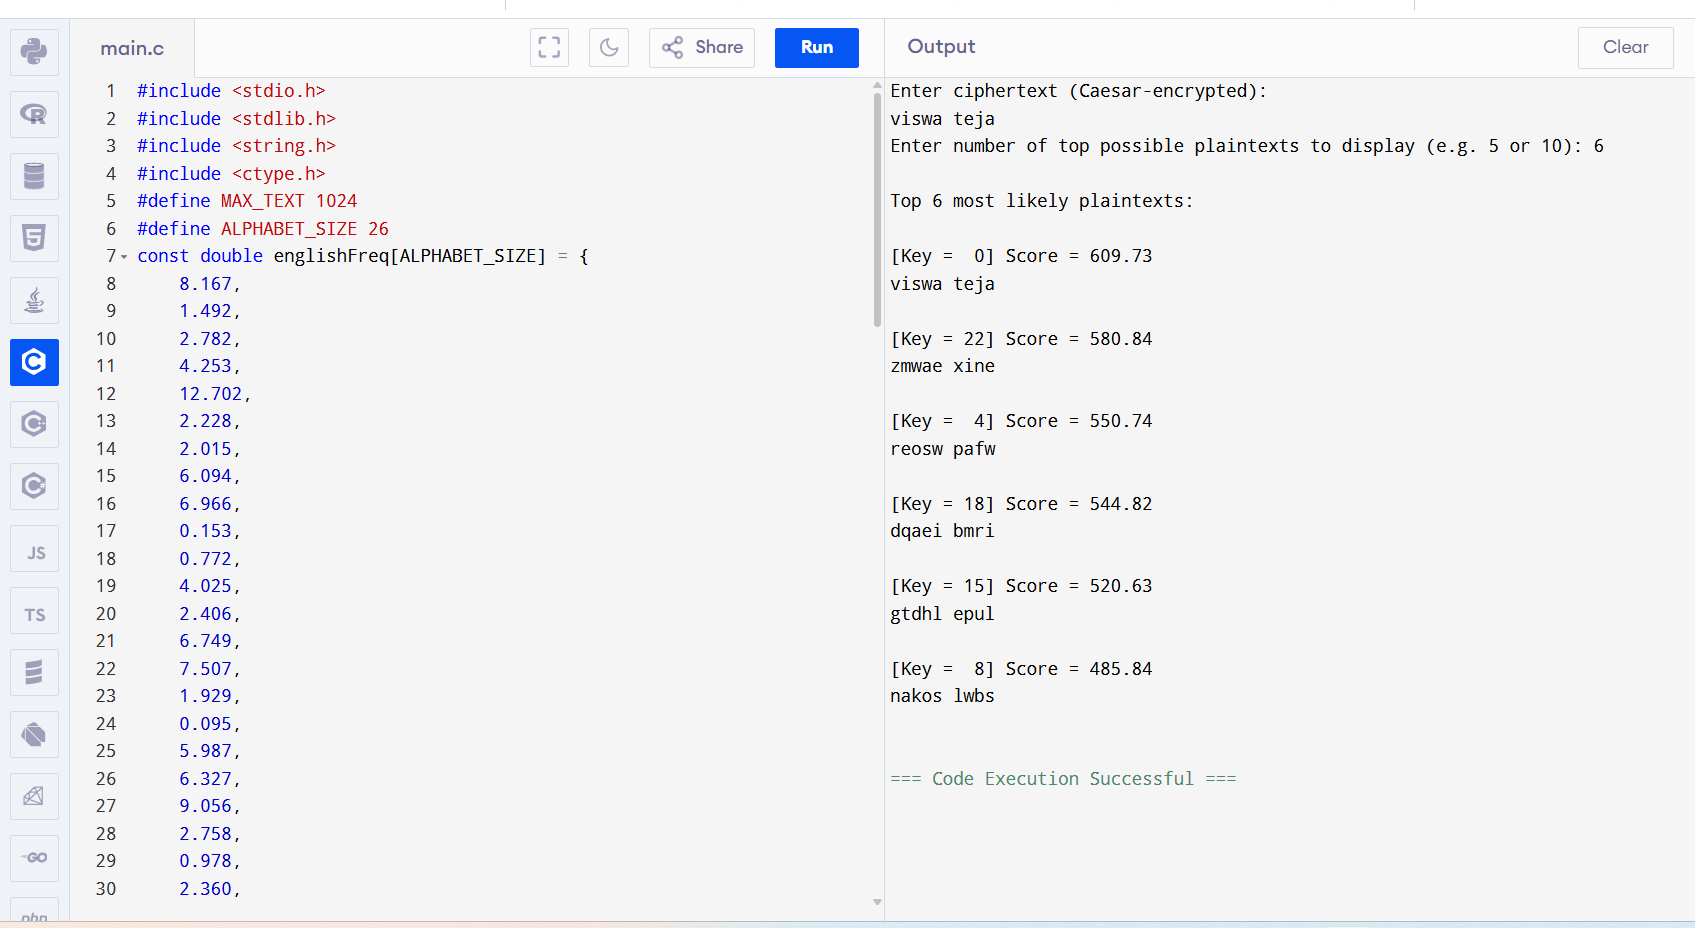 main.c
Share
Run
Output
Clear
1 #include <stdio.h>
2 #include <stdlib.h>
3 #include <string.h>
4 #include <ctype.h>
5 #define MAX_TEXT 1024
6 #define ALPHABET_SIZE 26
7 const double englishFreq[ALPHABET_SIZE] = {
8 8.167,
9 1.492,
10 2.782,
11 4.253,
12 12.702,
13 2.228,
14 2.015,
15 6.094,
16 6.966,
17 0.153,
18 0.772,
19 4.025,
20 2.406,
21 6.749,
22 7.507,
23 1.929,
24 0.095,
25 5.987,
26 6.327,
27 9.056,
28 2.758,
29 0.978,
30 2.360,
Enter ciphertext (Caesar-encrypted):
viswa teja
Enter number of top possible plaintexts to display (e.g. 5 or 10): 6
Top 6 most likely plaintexts:
[Key =  0] Score = 609.73
viswa teja
[Key = 22] Score = 580.84
zmwae xine
[Key =  4] Score = 550.74
reosw pafw
[Key = 18] Score = 544.82
dqaei bmri
[Key = 15] Score = 520.63
gtdhl epul
[Key =  8] Score = 485.84
nakos lwbs
=== Code Execution Successful ===
R
5
C
C
C
JS
TS
GO
php